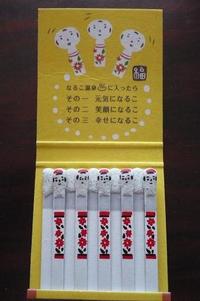 なるこ温泉♨に入ったら
その一 元気になるこ
その二 笑顔になるこ
その三 幸せになるこ